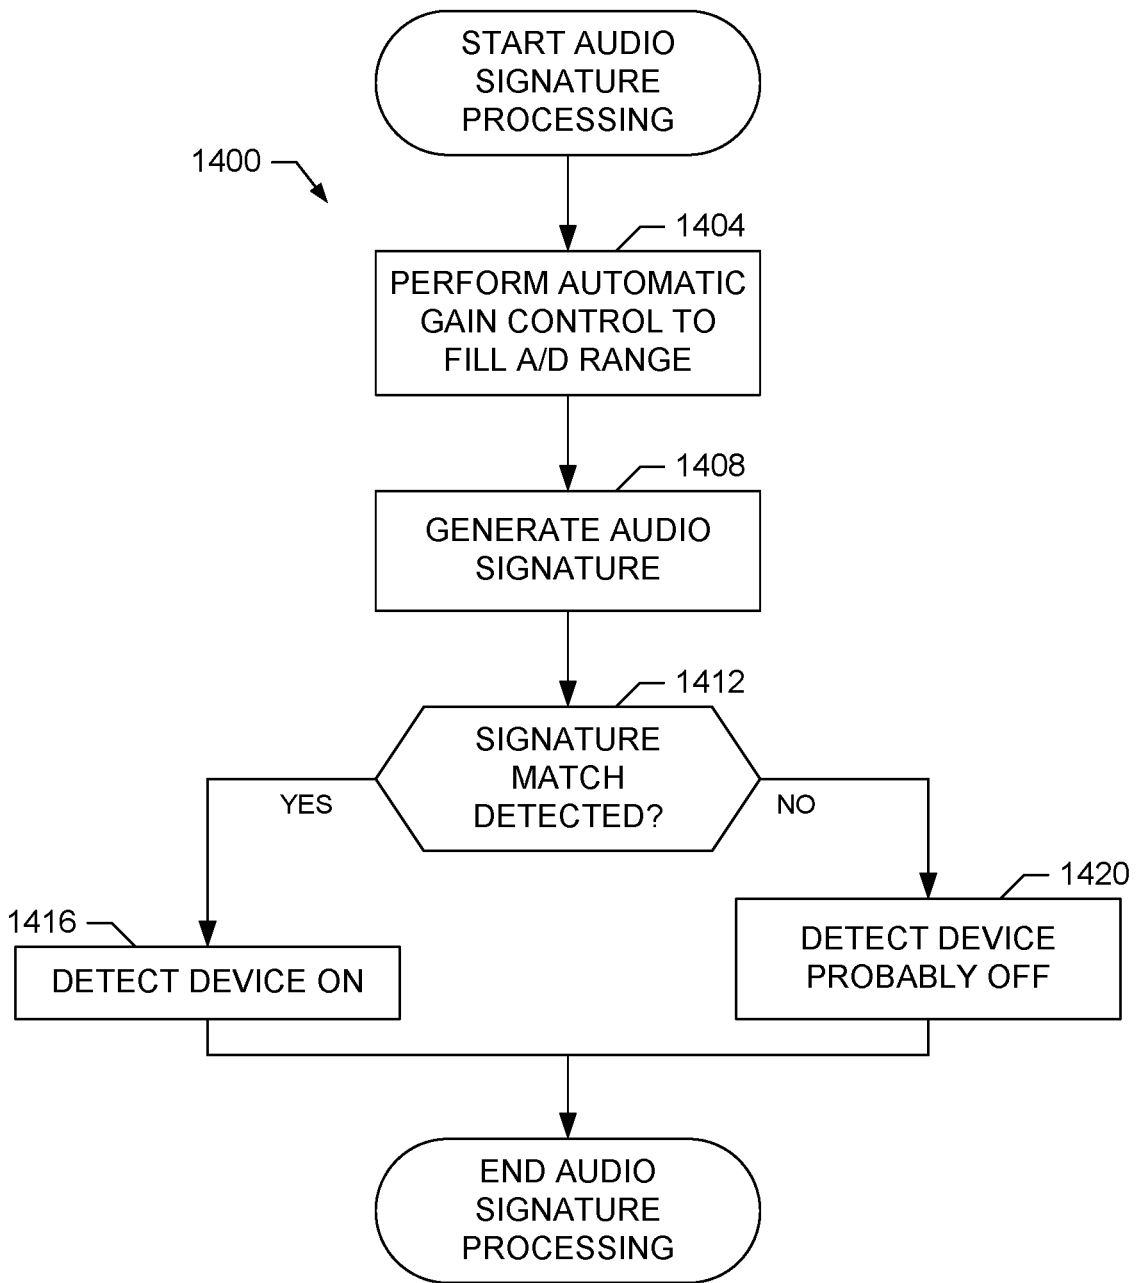 START AUDIO
SIGNATURE
PROCESSING
1400
1404
PERFORM AUTOMATIC
GAIN CONTROL TO
FILL A/D RANGE
1408
GENERATE AUDIO
SIGNATURE
1412
SIGNATURE
MATCH
DETECTED?
YES
NO
1416
DETECT DEVICE ON
1420
DETECT DEVICE
PROBABLY OFF
END AUDIO
SIGNATURE
PROCESSING